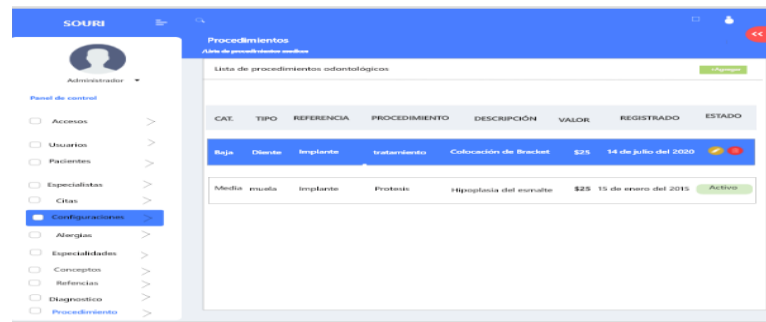 SOURI
Procedimientos
Lista de procedimientos medicos
Administrador
Panel de control
Accesos
Usuarios
Pacientes
Especialistas
Citas
Configuraciones
Alergias
Especialidades
Conceptos
Refencias
Diagnostico
Procedimiento
Lista de procedimientos odontológicos
+Agregar
CAT. TIPO REFERENCIA PROCEDIMIENTO DESCRIPCIÓN VALOR REGISTRADO ESTADO
Baja Diente Implante tratamiento Colocación de Bracket $25 14 de julio del 2020
Media muela Implante Protesis Hipoplasia del esmalte $25 15 de enero del 2015 Activo